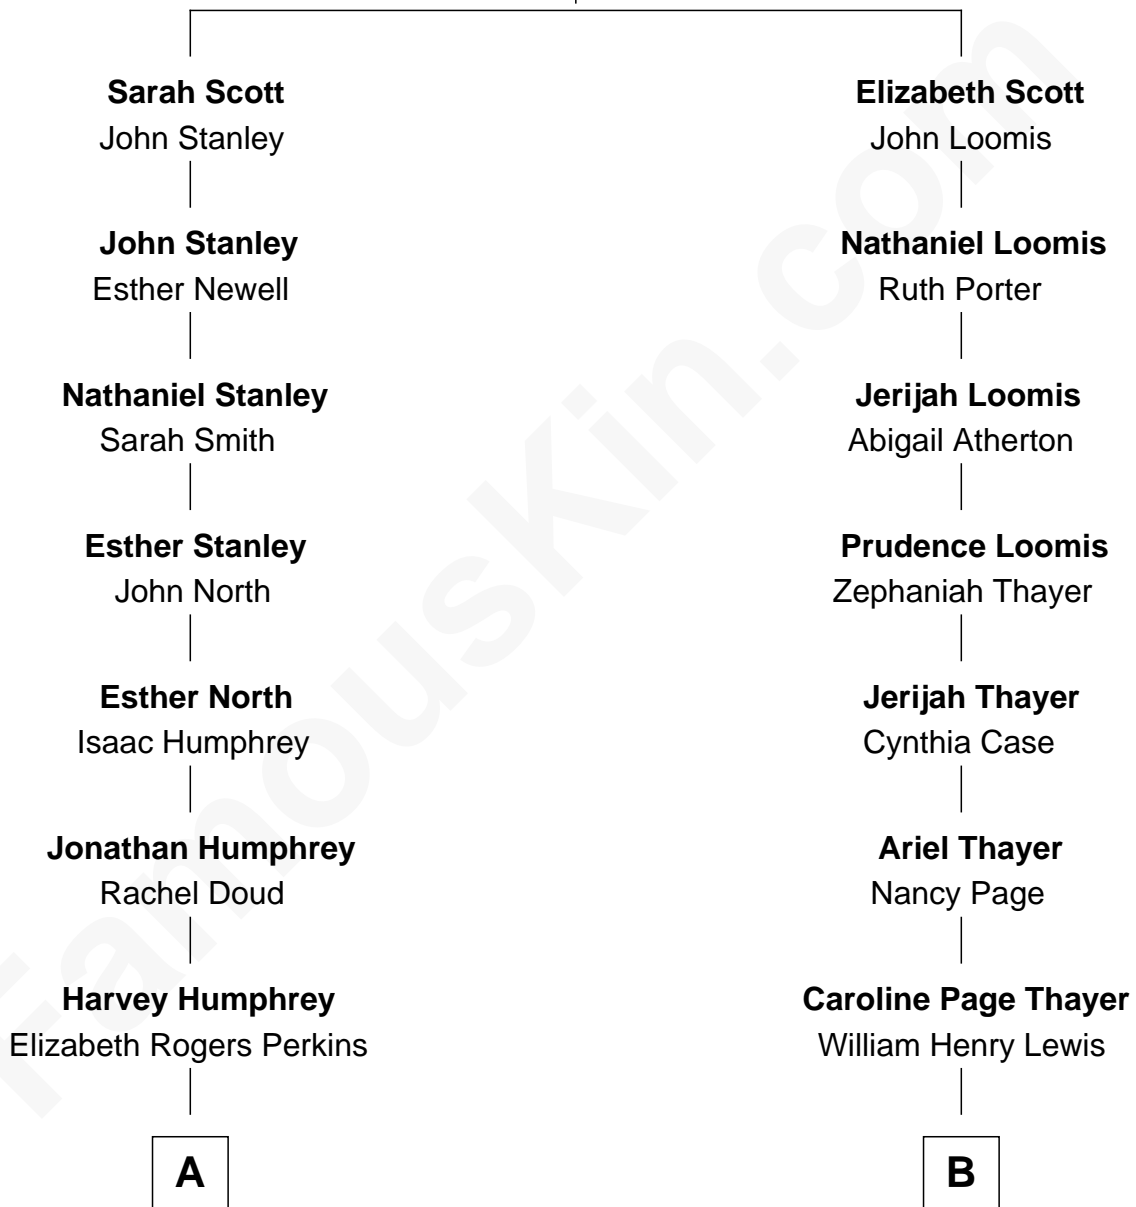 Sarah Scott
John Stanley
John Stanley
Esther Newell
Nathaniel Stanley
Sarah Smith
Esther Stanley
John North
Esther North
Isaac Humphrey
Jonathan Humphrey
Rachel Doud
Harvey Humphrey
Elizabeth Rogers Perkins
A
Elizabeth Scott
John Loomis
Nathaniel Loomis
Ruth Porter
Jerijah Loomis
Abigail Atherton
Prudence Loomis
Zephaniah Thayer
Jerijah Thayer
Cynthia Case
Ariel Thayer
Nancy Page
Caroline Page Thayer
William Henry Lewis
B
FamousKin.com